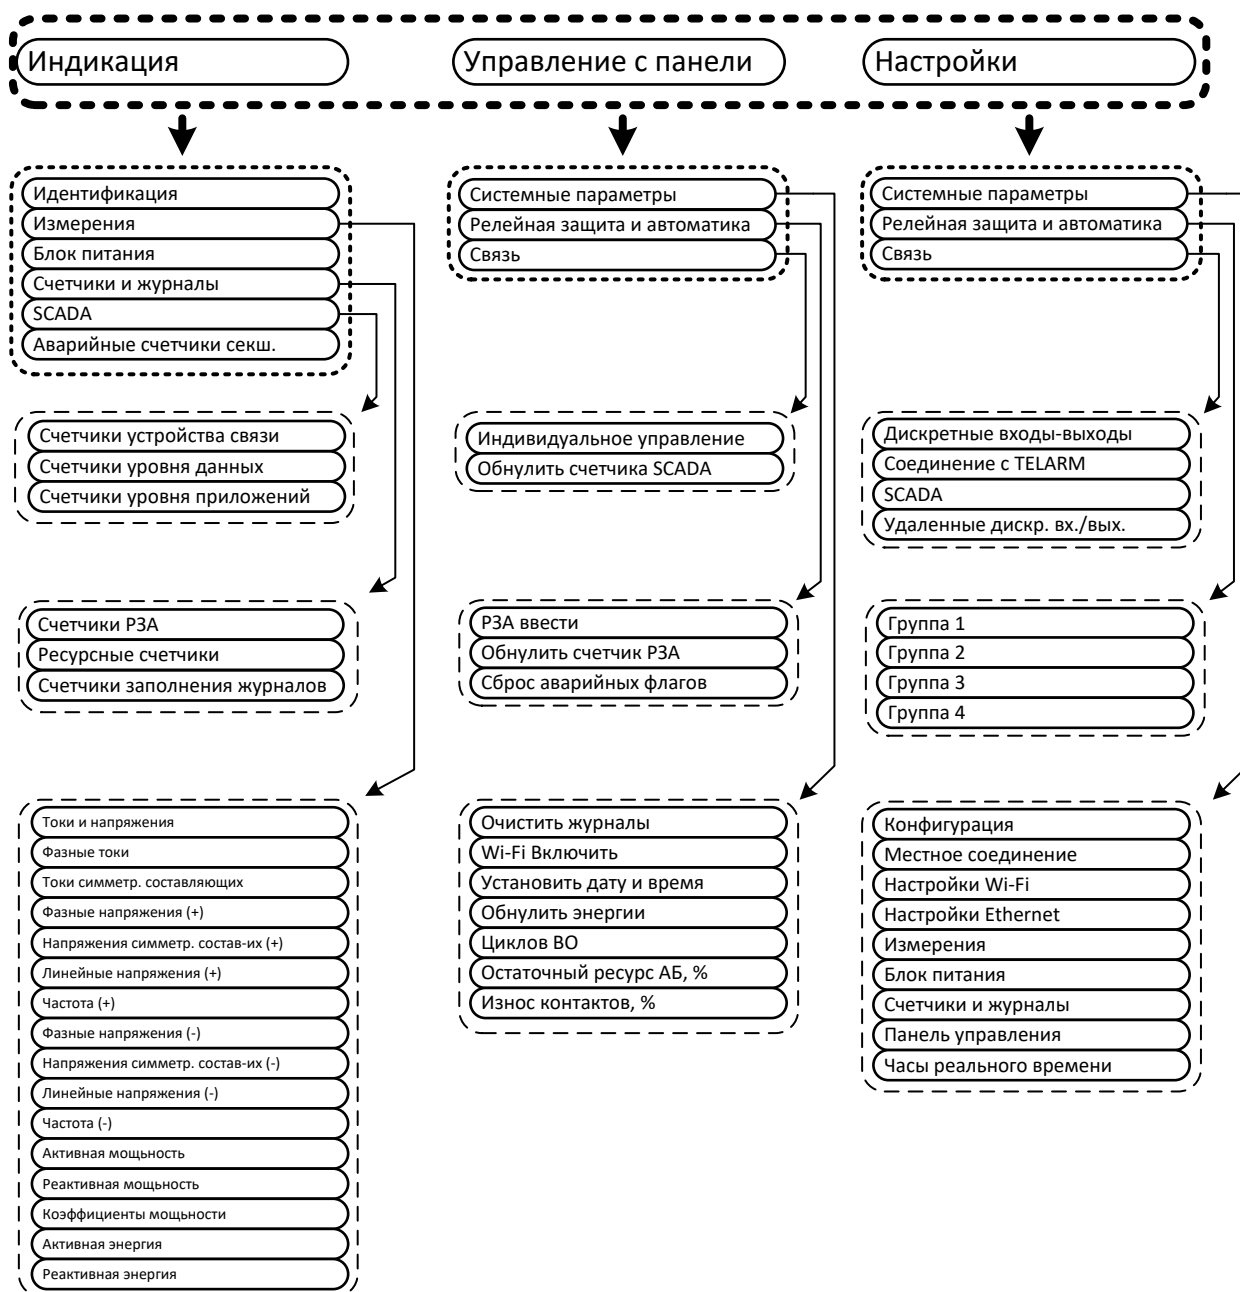 Индикация
Управление с панели
Настройки
Идентификация
Измерения
Блок питания
Счетчики и журналы
SCADA
Аварийные счетчики секш.
Системные параметры
Релейная защита и автоматика
Связь
Системные параметры
Релейная защита и автоматика
Связь
Счетчики устройства связи
Счетчики уровня данных
Счетчики уровня приложений
Индивидуальное управление
Обнулить счетчика SCADA
Дискретные входы-выходы
Соединение с TELARM
SCADA
Удаленные дискр. вх./вых.
Счетчики РЗА
Ресурсные счетчики
Счетчики заполнения журналов
РЗА ввести
Обнулить счетчик РЗА
Сброс аварийных флагов
Группа 1
Группа 2
Группа 3
Группа 4
Токи и напряжения
Фазные токи
Токи симметр. составляющих
Фазные напряжения (+)
Напряжения симметр. состав-их (+)
Линейные напряжения (+)
Частота (+)
Фазные напряжения (-)
Напряжения симметр. состав-их (-)
Линейные напряжения (-)
Частота (-)
Активная мощьность
Реактивная мощьность
Коэффициенты мощьности
Активная энергия
Реактивная энергия
Очистить журналы
Wi-Fi Включить
Установить дату и время
Обнулить энергии
Циклов ВО
Остаточный ресурс АБ, %
Износ контактов, %
Конфигурация
Местное соединение
Настройки Wi-Fi
Настройки Ethernet
Измерения
Блок питания
Счетчики и журналы
Панель управления
Часы реального времени